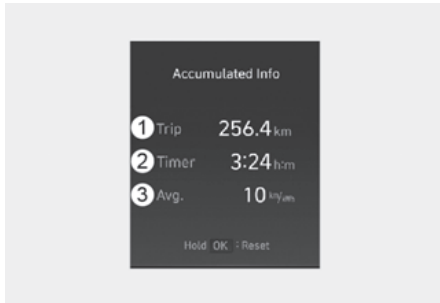 Accumulated Info
1 Trip 256.4 km
2 Timer 3:24 h:m
3 Avg. 10
Hold OK : Reset